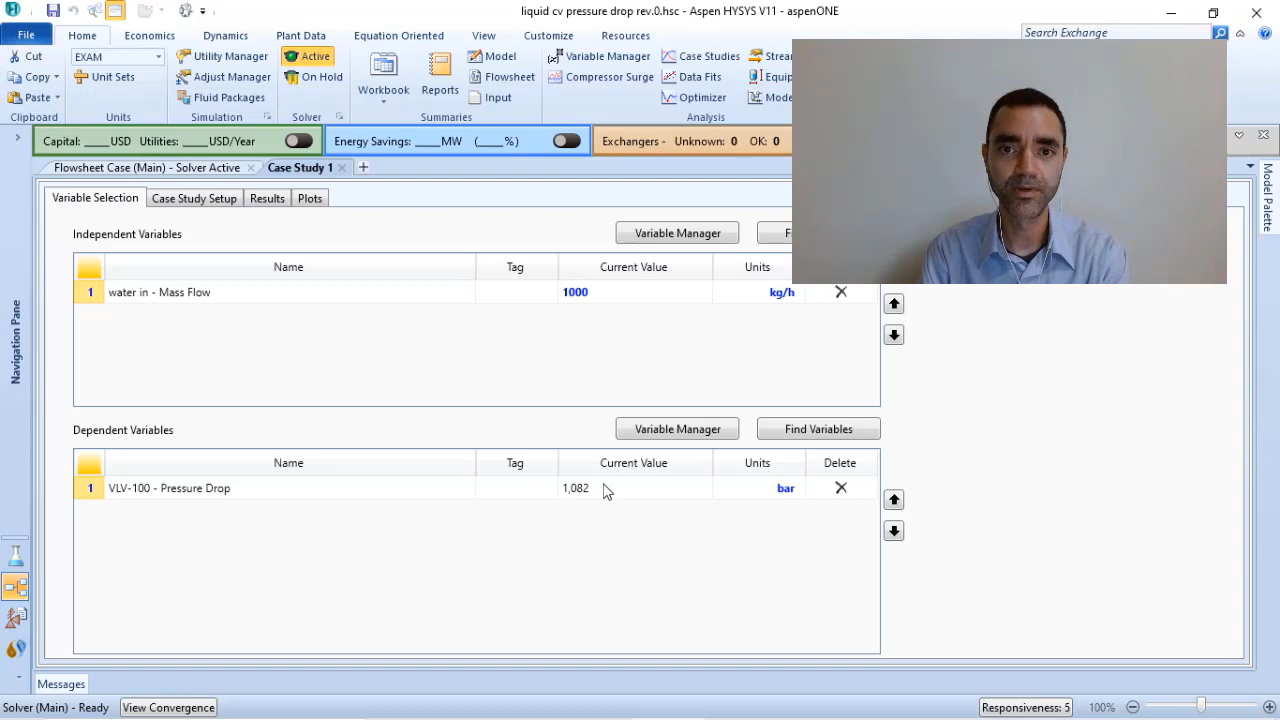 liquid cv pressure drop rev.0.hsc - Aspen HYSYS V11 - aspenONE
File Home Economics Dynamics Plant Data Equation Oriented View Customize Resources Search Exchange
Cut EXAM Utility Manager Active Model Variable Manager Case Studies
Copy Unit Sets Adjust Manager On Hold Workbook Reports Flowsheet Compressor Surge Data Fits
Paste Fluid Packages Input Optimizer
Clipboard Units Simulation Solver Summaries Analysis
Capital: ____ USD Utilities: ____ USD/Year Energy Savings: ____ MW (____ %) Exchangers - Unknown: 0 OK: 0
Flowsheet Case (Main) - Solver Active Case Study 1
Variable Selection Case Study Setup Results Plots
Independent Variables Variable Manager
Name Tag Current Value Units
1 water in - Mass Flow 1000 kg/h
Dependent Variables Variable Manager Find Variables
Name Tag Current Value Units Delete
1 VLV-100 - Pressure Drop 1,082 bar
Navigation Pane
Model Palette
Messages
Solver (Main) - Ready View Convergence Responsiveness: 5 100%